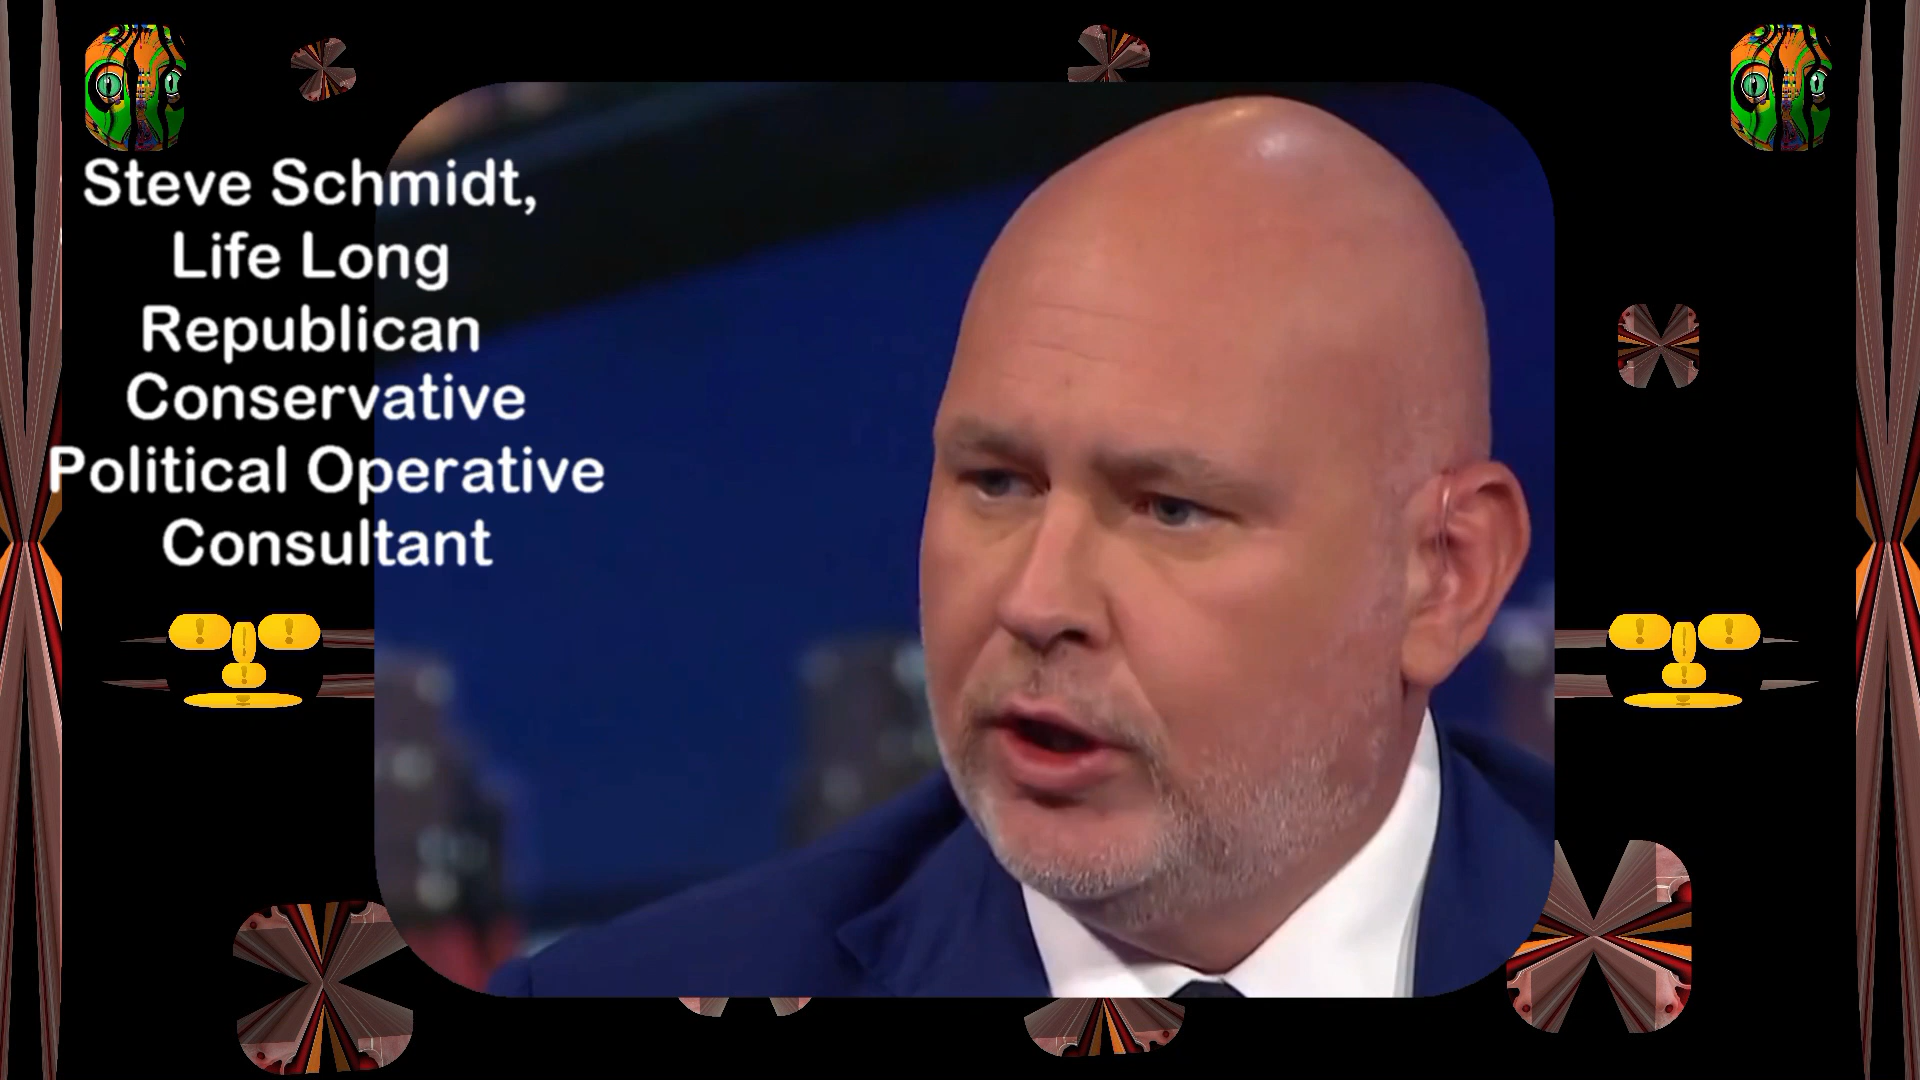 Steve Schmidt,
Life Long
Republican
Conservative
Political Operative
Consultant